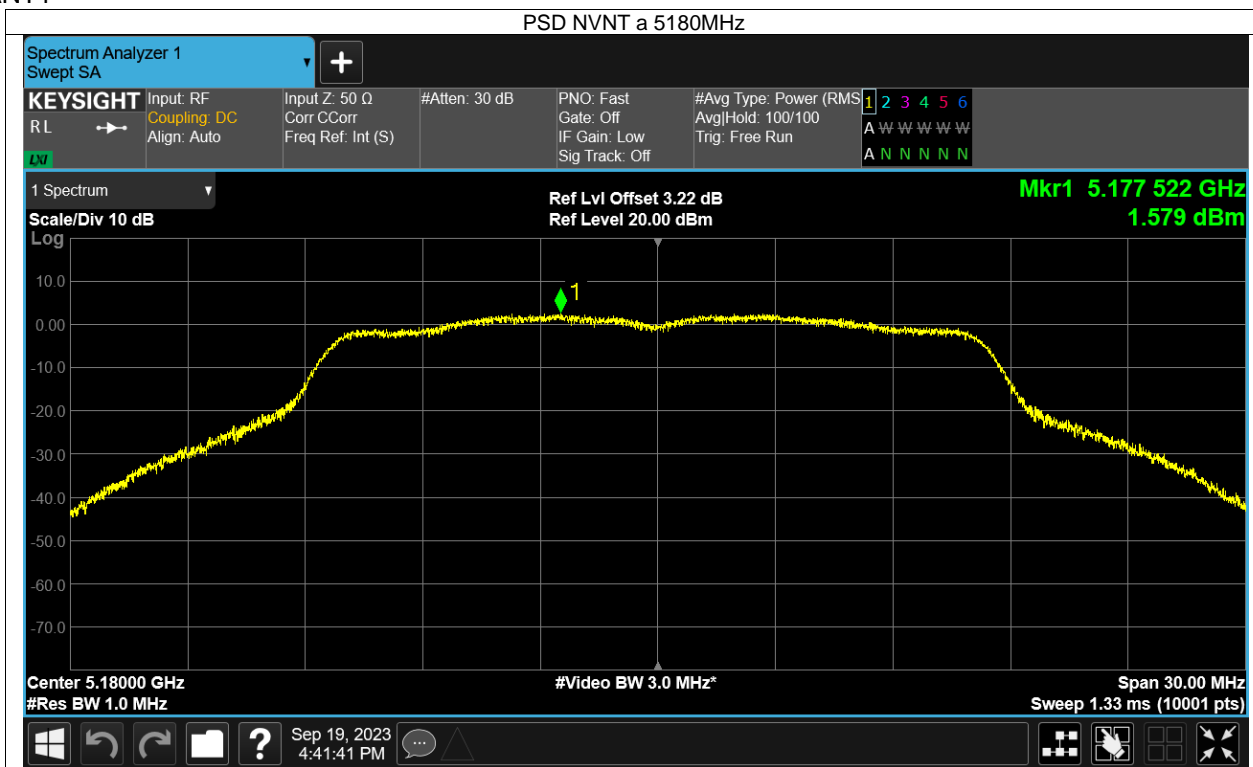 PSD NVNT a 5180MHz
Spectrum Analyzer 1
Swept SA
+
KEYSIGHT
RL
LXI
Input: RF
Coupling: DC
Align: Auto
Input Z: 50 Ω
Corr CCorr
Freq Ref: Int (S)
#Atten: 30 dB
PNO: Fast
Gate: Off
IF Gain: Low
Sig Track: Off
#Avg Type: Power (RMS
Avg|Hold: 100/100
Trig: Free Run
1 2 3 4 5 6
A W W W W W
A N N N N N
1 Spectrum
Scale/Div 10 dB
Log
Ref Lvl Offset 3.22 dB
Ref Level 20.00 dBm
Mkr1 5.177 522 GHz
1.579 dBm
1
10.0
0.00
-10.0
-20.0
-30.0
-40.0
-50.0
-60.0
-70.0
Center 5.18000 GHz
#Res BW 1.0 MHz
#Video BW 3.0 MHz*
Span 30.00 MHz
Sweep 1.33 ms (10001 pts)
?
Sep 19, 2023
4:41:41 PM